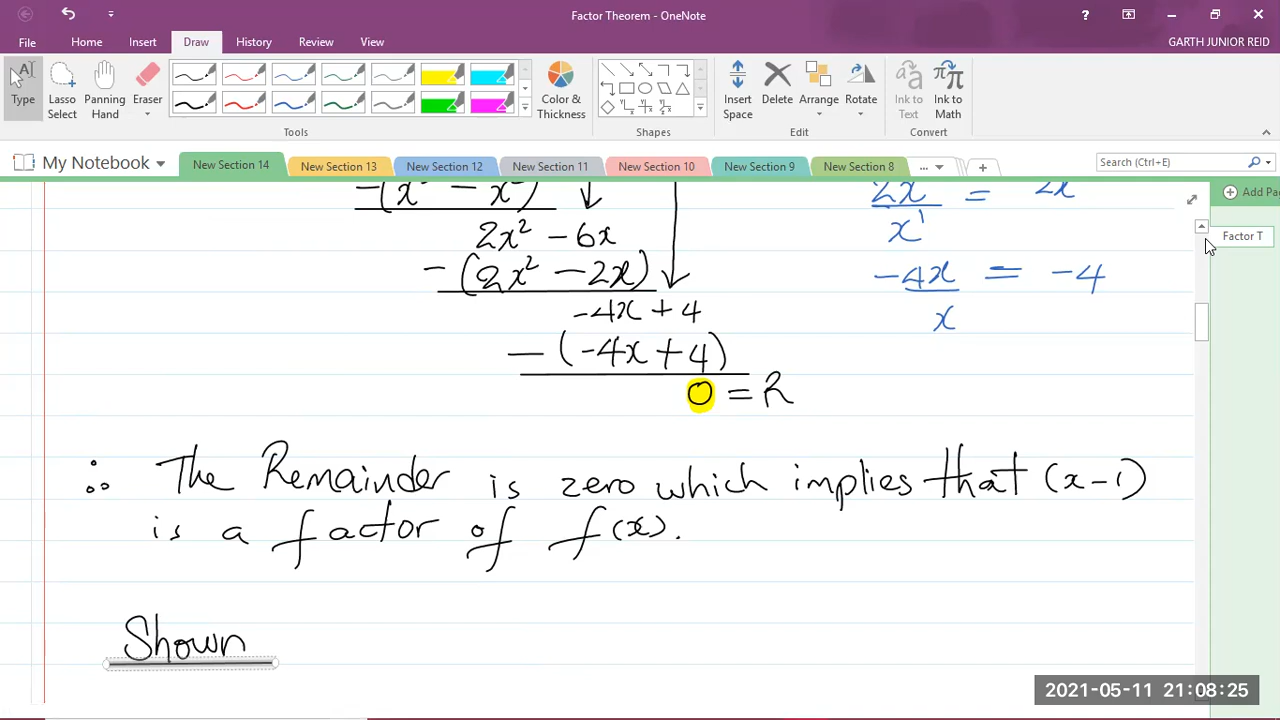 Factor Theorem - OneNote
?
File Home Insert Draw History Review View
GARTH JUNIOR REID
Type
Lasso Select
Panning Hand
Eraser
Color & Thickness
Insert Space
Delete
Arrange
Rotate
Ink to Text
Ink to Math
Tools
Shapes
Edit
Convert
My Notebook
New Section 14
New Section 13
New Section 12
New Section 11
New Section 10
New Section 9
New Section 8
...
Search (Ctrl+E)
Add Pa
Factor T
2x² - 6x
- (2x² - 2x)
-4x + 4
- (-4x + 4)
0 = R
2x / x¹ = 2x
-4x / x = -4
∴ The Remainder is zero which implies that (x-1)
is a factor of f(x).
Shown
2021-05-11 21:08:25